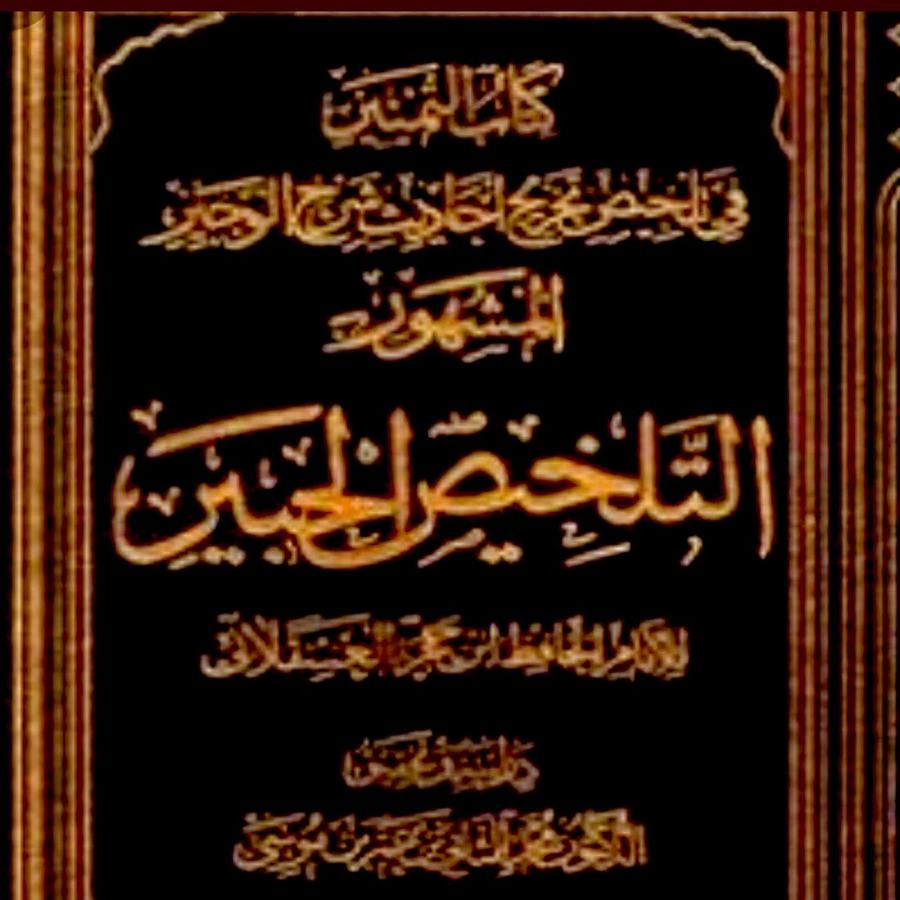 كتاب التمييز
في تلخيص تخريج أحاديث شرح الوجيز
المشهور
التلخيص الحبير
للإمام الحافظ ابن حجر العسقلاني
دراسة وتحقيق
الدكتور محمد الثاني بن عمر بن موسى